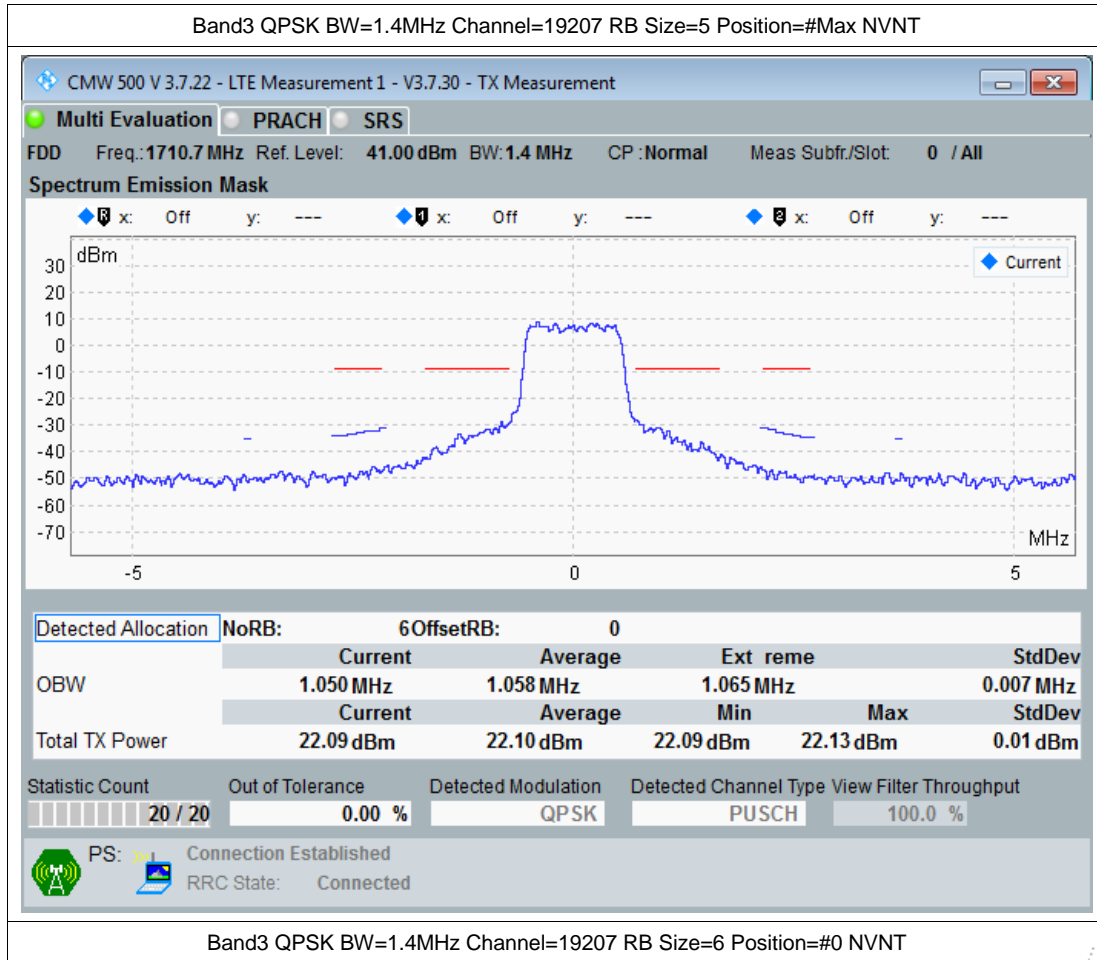 Band3 QPSK BW=1.4MHz Channel=19207 RB Size=5 Position=#Max NVNT
CMW 500 V 3.7.22 - LTE Measurement 1 - V3.7.30 - TX Measurement
Multi Evaluation PRACH SRS
FDD Freq.:1710.7 MHz Ref. Level: 41.00 dBm BW:1.4 MHz CP :Normal Meas Subfr./Slot: 0 / All
Spectrum Emission Mask
R x: Off y: --- 1 x: Off y: --- 2 x: Off y: ---
dBm
Current
30
20
10
0
-10
-20
-30
-40
-50
-60
-70
MHz
-5 0 5
Detected Allocation NoRB: 6 OffsetRB: 0
Current Average Ext reme StdDev
OBW 1.050 MHz 1.058 MHz 1.065 MHz 0.007 MHz
Current Average Min Max StdDev
Total TX Power 22.09 dBm 22.10 dBm 22.09 dBm 22.13 dBm 0.01 dBm
Statistic Count Out of Tolerance Detected Modulation Detected Channel Type View Filter Throughput
20 / 20 0.00 % QPSK PUSCH 100.0 %
PS: Connection Established
RRC State: Connected
Band3 QPSK BW=1.4MHz Channel=19207 RB Size=6 Position=#0 NVNT